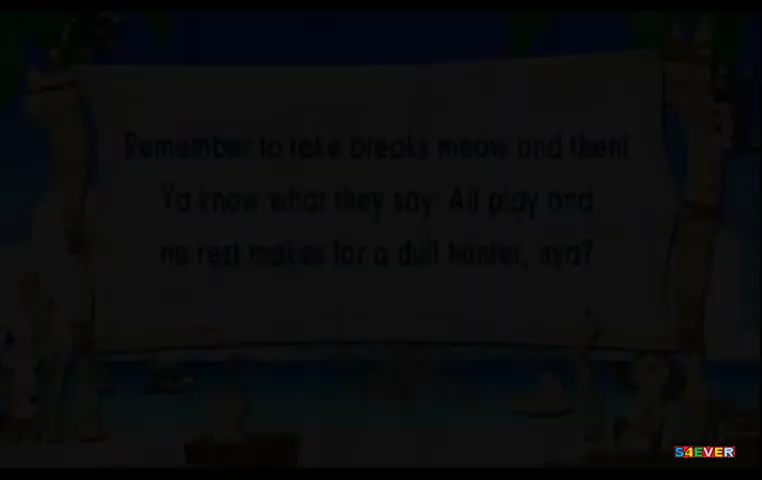 Remember to take breaks meow and then!
Ya know what they say: All play and
no rest makes for a dull hunter, nya?
S4EVER